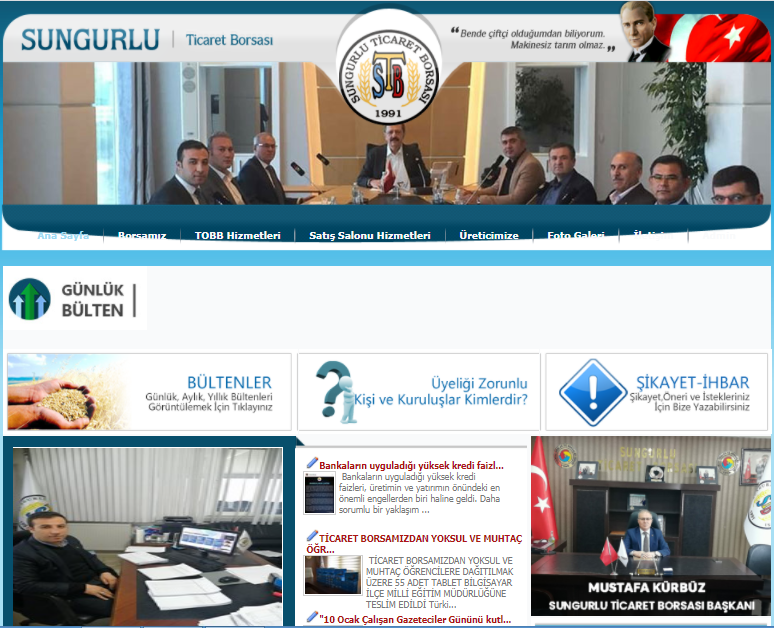 SUNGURLU | Ticaret Borsası
SUNGURLU TİCARET BORSASI
STB
1991
“ Bende çiftçi olduğumdan biliyorum.
Makinesiz tarım olmaz. ”
Ana Sayfa
Borsamız
TOBB Hizmetleri
Satış Salonu Hizmetleri
Üreticimize
Foto Galeri
GÜNLÜK
BÜLTEN
BÜLTENLER
Günlük, Aylık, Yıllık Bültenleri
Görüntülemek İçin Tıklayınız
Üyeliği Zorunlu
Kişi ve Kuruluşlar Kimlerdir?
ŞİKAYET-İHBAR
Şikayet,Öneri ve İstekleriniz
İçin Bize Yazabilirsiniz
Bankaların uyguladığı yüksek kredi faizl...
Bankaların uyguladığı yüksek kredi
faizleri, üretimin ve yatırımın önündeki en
önemli engellerden biri haline geldi. Daha
sorumlu bir yaklaşım ...
TİCARET BORSAMIZDAN YOKSUL VE MUHTAÇ
ÖĞR...
TİCARET BORSAMIZDAN YOKSUL VE
MUHTAÇ ÖĞRENCİLERE DAĞITILMAK
ÜZERE 55 ADET TABLET BİLGİSAYAR
İLÇE MİLLİ EĞİTİM MÜDÜRLÜĞÜNE
TESLİM EDİLDİ Türki...
"10 Ocak Çalışan Gazeteciler Gününü kutl...
SUNGURLU
MUSTAFA KÜRBÜZ
SUNGURLU TİCARET BORSASI BAŞKANI